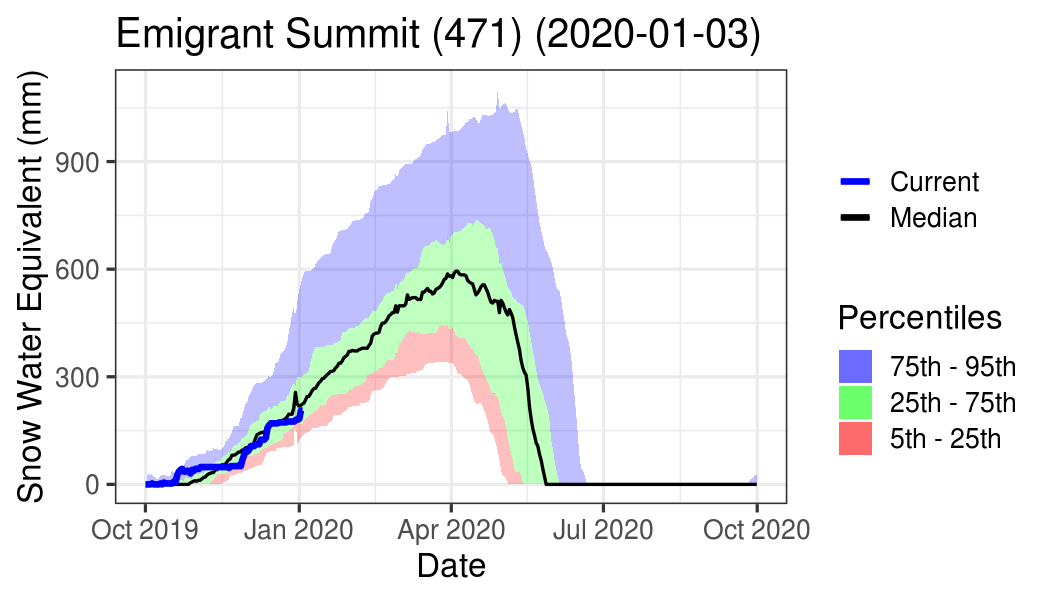 Emigrant Summit (471) (2020-01-03)
Snow Water Equivalent (mm)
900
600
300
0
Oct 2019
Jan 2020
Apr 2020
Jul 2020
Oct 2020
Date
Current
Median
Percentiles
75th - 95th
25th - 75th
5th - 25th